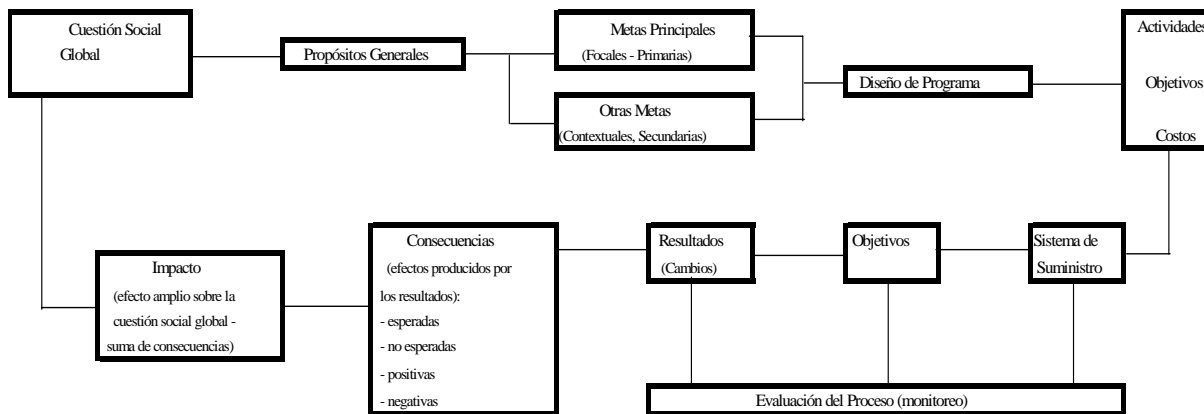 Cuestión Social
Global
Propósitos Generales
Metas Principales
(Focales - Primarias)
Otras Metas
(Contextuales, Secundarias)
Diseño de Programa
Actividades
Objetivos
Costos
Impacto
(efecto amplio sobre la
cuestión social global -
suma de consecuencias)
Consecuencias
(efectos producidos por
los resultados):
- esperadas
- no esperadas
- positivas
- negativas
Resultados
(Cambios)
Objetivos
Sistema de
Suministro
Evaluación del Proceso (monitoreo)